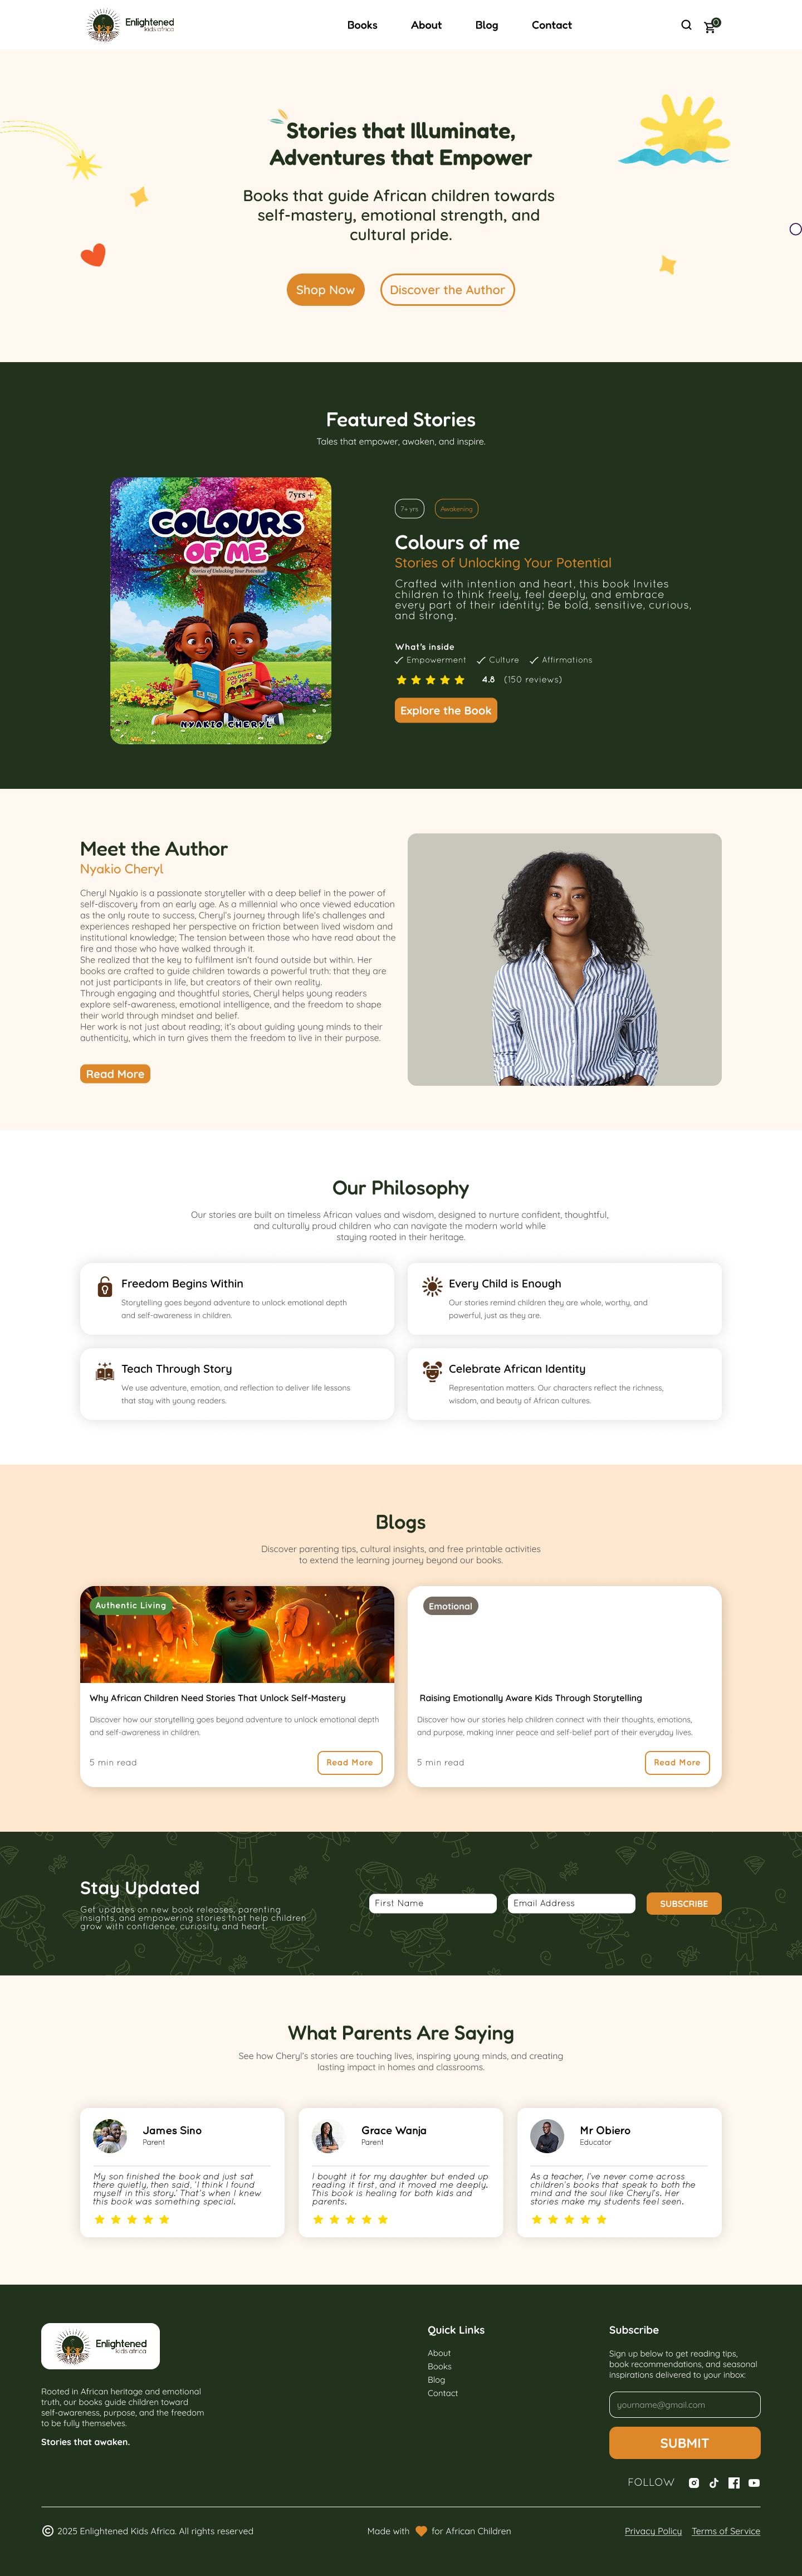 Enlightened
kids africa
Books
About
Blog
Contact
0
Stories that Illuminate,
Adventures that Empower
Books that guide African children towards
self-mastery, emotional strength, and
cultural pride.
Shop Now
Discover the Author
Featured Stories
Tales that empower, awaken, and inspire.
7yrs +
COLOURS
OF ME
Stories of Unlocking Your Potential
COLOURS
OF ME
NYAKIO CHERYL
7+ yrs
Awakening
Colours of me
Stories of Unlocking Your Potential
Crafted with intention and heart, this book Invites
children to think freely, feel deeply, and embrace
every part of their identity; Be bold, sensitive, curious,
and strong.
What's inside
Empowerment
Culture
Affirmations
4.8 (150 reviews)
Explore the Book
Meet the Author
Nyakio Cheryl
Cheryl Nyakio is a passionate storyteller with a deep belief in the power of
self-discovery from an early age. As a millennial who once viewed education
as the only route to success, Cheryl's journey through life's challenges and
experiences reshaped her perspective on friction between lived wisdom and
institutional knowledge; The tension between those who have read about the
fire and those who have walked through it.
She realized that the key to fulfilment isn't found outside but within. Her
books are crafted to guide children towards a powerful truth: that they are
not just participants in life, but creators of their own reality.
Through engaging and thoughtful stories, Cheryl helps young readers
explore self-awareness, emotional intelligence, and the freedom to shape
their world through mindset and belief.
Her work is not just about reading; it's about guiding young minds to their
authenticity, which in turn gives them the freedom to live in their purpose.
Read More
Our Philosophy
Our stories are built on timeless African values and wisdom, designed to nurture confident, thoughtful,
and culturally proud children who can navigate the modern world while
staying rooted in their heritage.
Freedom Begins Within
Storytelling goes beyond adventure to unlock emotional depth
and self-awareness in children.
Every Child is Enough
Our stories remind children they are whole, worthy, and
powerful, just as they are.
Teach Through Story
We use adventure, emotion, and reflection to deliver life lessons
that stay with young readers.
Celebrate African Identity
Representation matters. Our characters reflect the richness,
wisdom, and beauty of African cultures.
Blogs
Discover parenting tips, cultural insights, and free printable activities
to extend the learning journey beyond our books.
Authentic Living
Why African Children Need Stories That Unlock Self-Mastery
Discover how our storytelling goes beyond adventure to unlock emotional depth
and self-awareness in children.
5 min read
Read More
Emotional
Raising Emotionally Aware Kids Through Storytelling
Discover how our stories help children connect with their thoughts, emotions,
and purpose, making inner peace and self-belief part of their everyday lives.
5 min read
Read More
Stay Updated
Get updates on new book releases, parenting
insights, and empowering stories that help children
grow with confidence, curiosity, and heart.
First Name
Email Address
SUBSCRIBE
What Parents Are Saying
See how Cheryl's stories are touching lives, inspiring young minds, and creating
lasting impact in homes and classrooms.
James Sino
Parent
My son finished the book and just sat
there quietly, then said, 'I think I found
myself in this story.' That's when I knew
this book was something special.
Grace Wanja
Parent
I bought it for my daughter but ended up
reading it first, and it moved me deeply.
This book is healing for both kids and
parents.
Mr Obiero
Educator
As a teacher, I've never come across
children's books that speak to both the
mind and the soul like Cheryl's. Her
stories make my students feel seen.
Enlightened
kids africa
Rooted in African heritage and emotional
truth, our books guide children toward
self-awareness, purpose, and the freedom
to be fully themselves.
Stories that awaken.
Quick Links
About
Books
Blog
Contact
Subscribe
Sign up below to get reading tips,
book recommendations, and seasonal
inspirations delivered to your inbox:
yourname@gmail.com
SUBMIT
FOLLOW
© 2025 Enlightened Kids Africa. All rights reserved
Made with
for African Children
Privacy Policy
Terms of Service